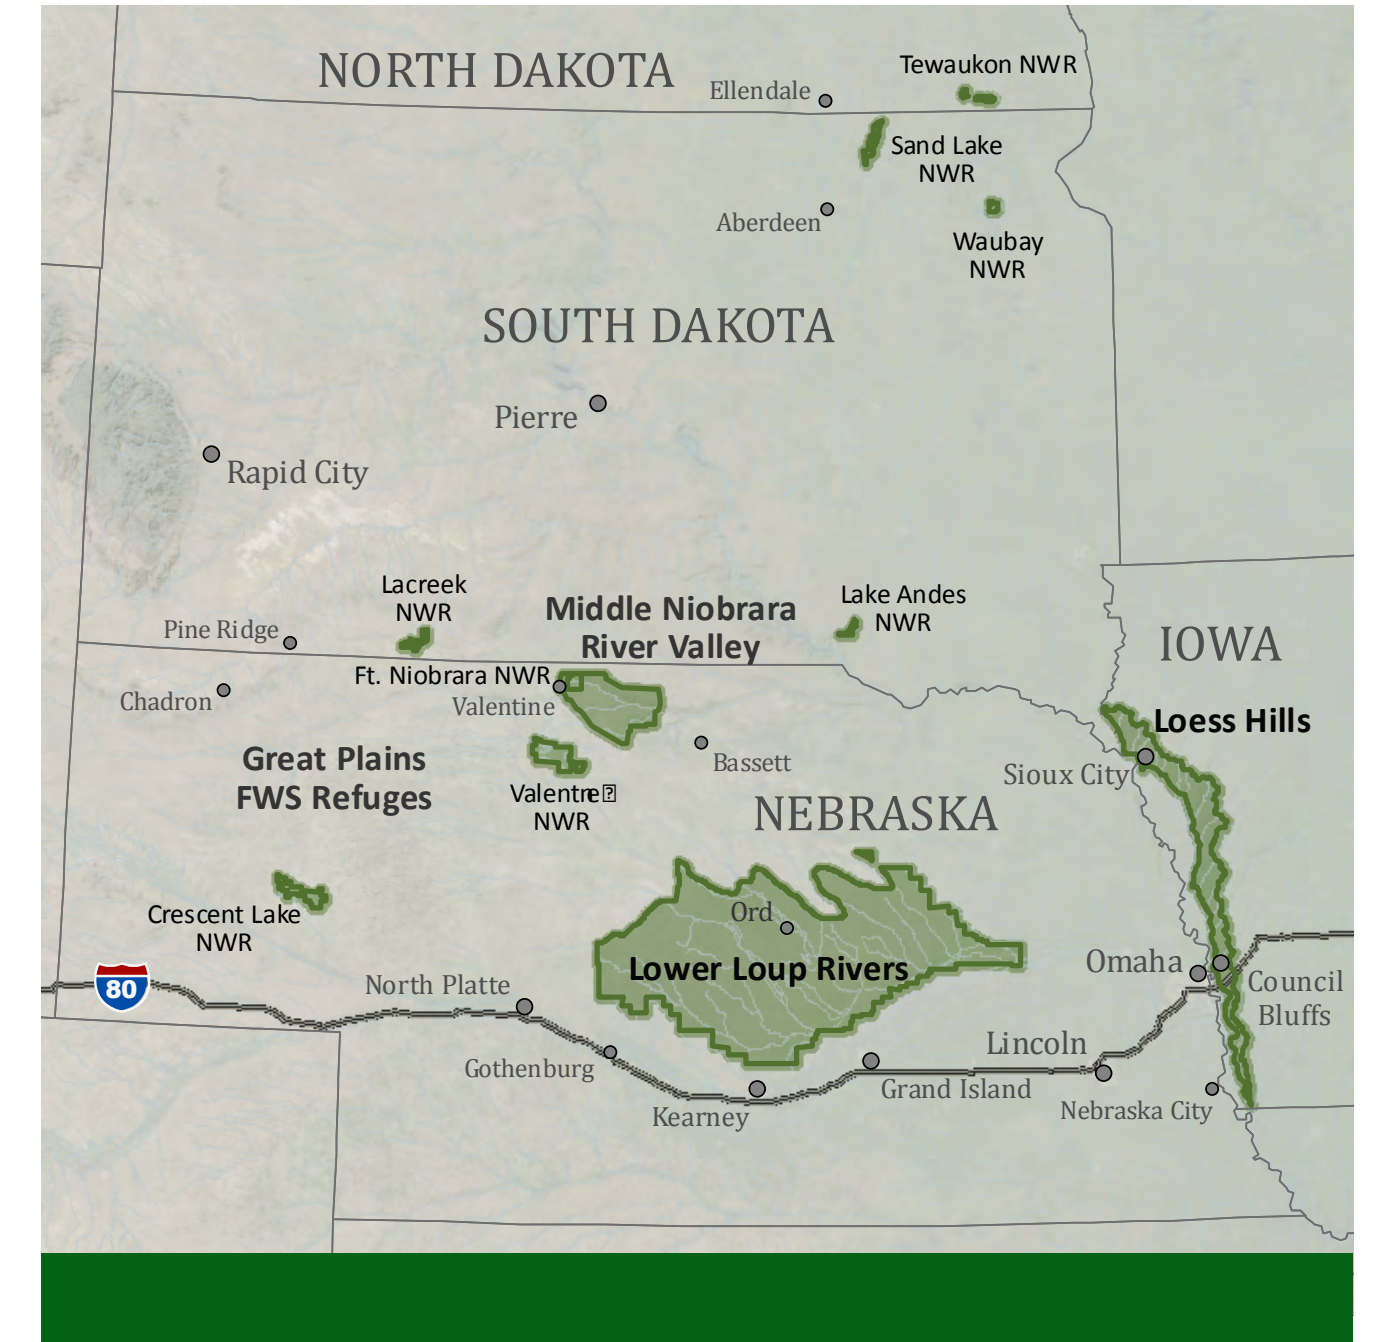 Tewaukon NWR
NORTH DAKOTA
Ellendale
Sand Lake
NWR
Aberdeen
Waubay
NWR
SOUTH DAKOTA
Pierre
Rapid City
Lacreek
NWR
Middle Niobrara
River Valley
Lake Andes
NWR
Pine Ridge
IOWA
Ft. Niobrara NWR
Chadron
Valentine
Loess Hills
Great Plains
FWS Refuges
Bassett
Sioux City
Valentre�
NWR
NEBRASKA
Crescent Lake
NWR
Ord
Lower Loup Rivers
Omaha
Council
Bluffs
80
North Platte
Gothenburg
Lincoln
Kearney
Grand Island
Nebraska City